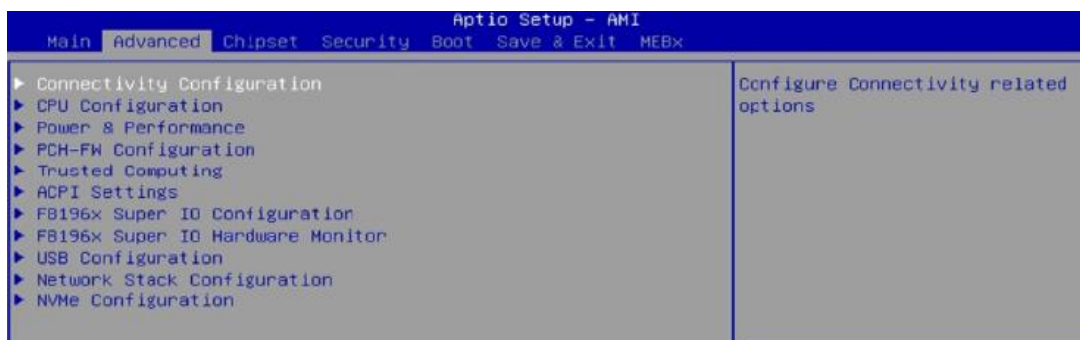 Aptio Setup - AMI
Main Advanced Chipset Security Boot Save & Exit MEBx
Connectivity Configuration
CPU Configuration
Power & Performance
PCH-FW Configuration
Trusted Computing
ACPI Settings
F8196x Super IO Configuration
F8196x Super IO Hardware Monitor
USB Configuration
Network Stack Configuration
NVMe Configuration
Configure Connectivity related
options